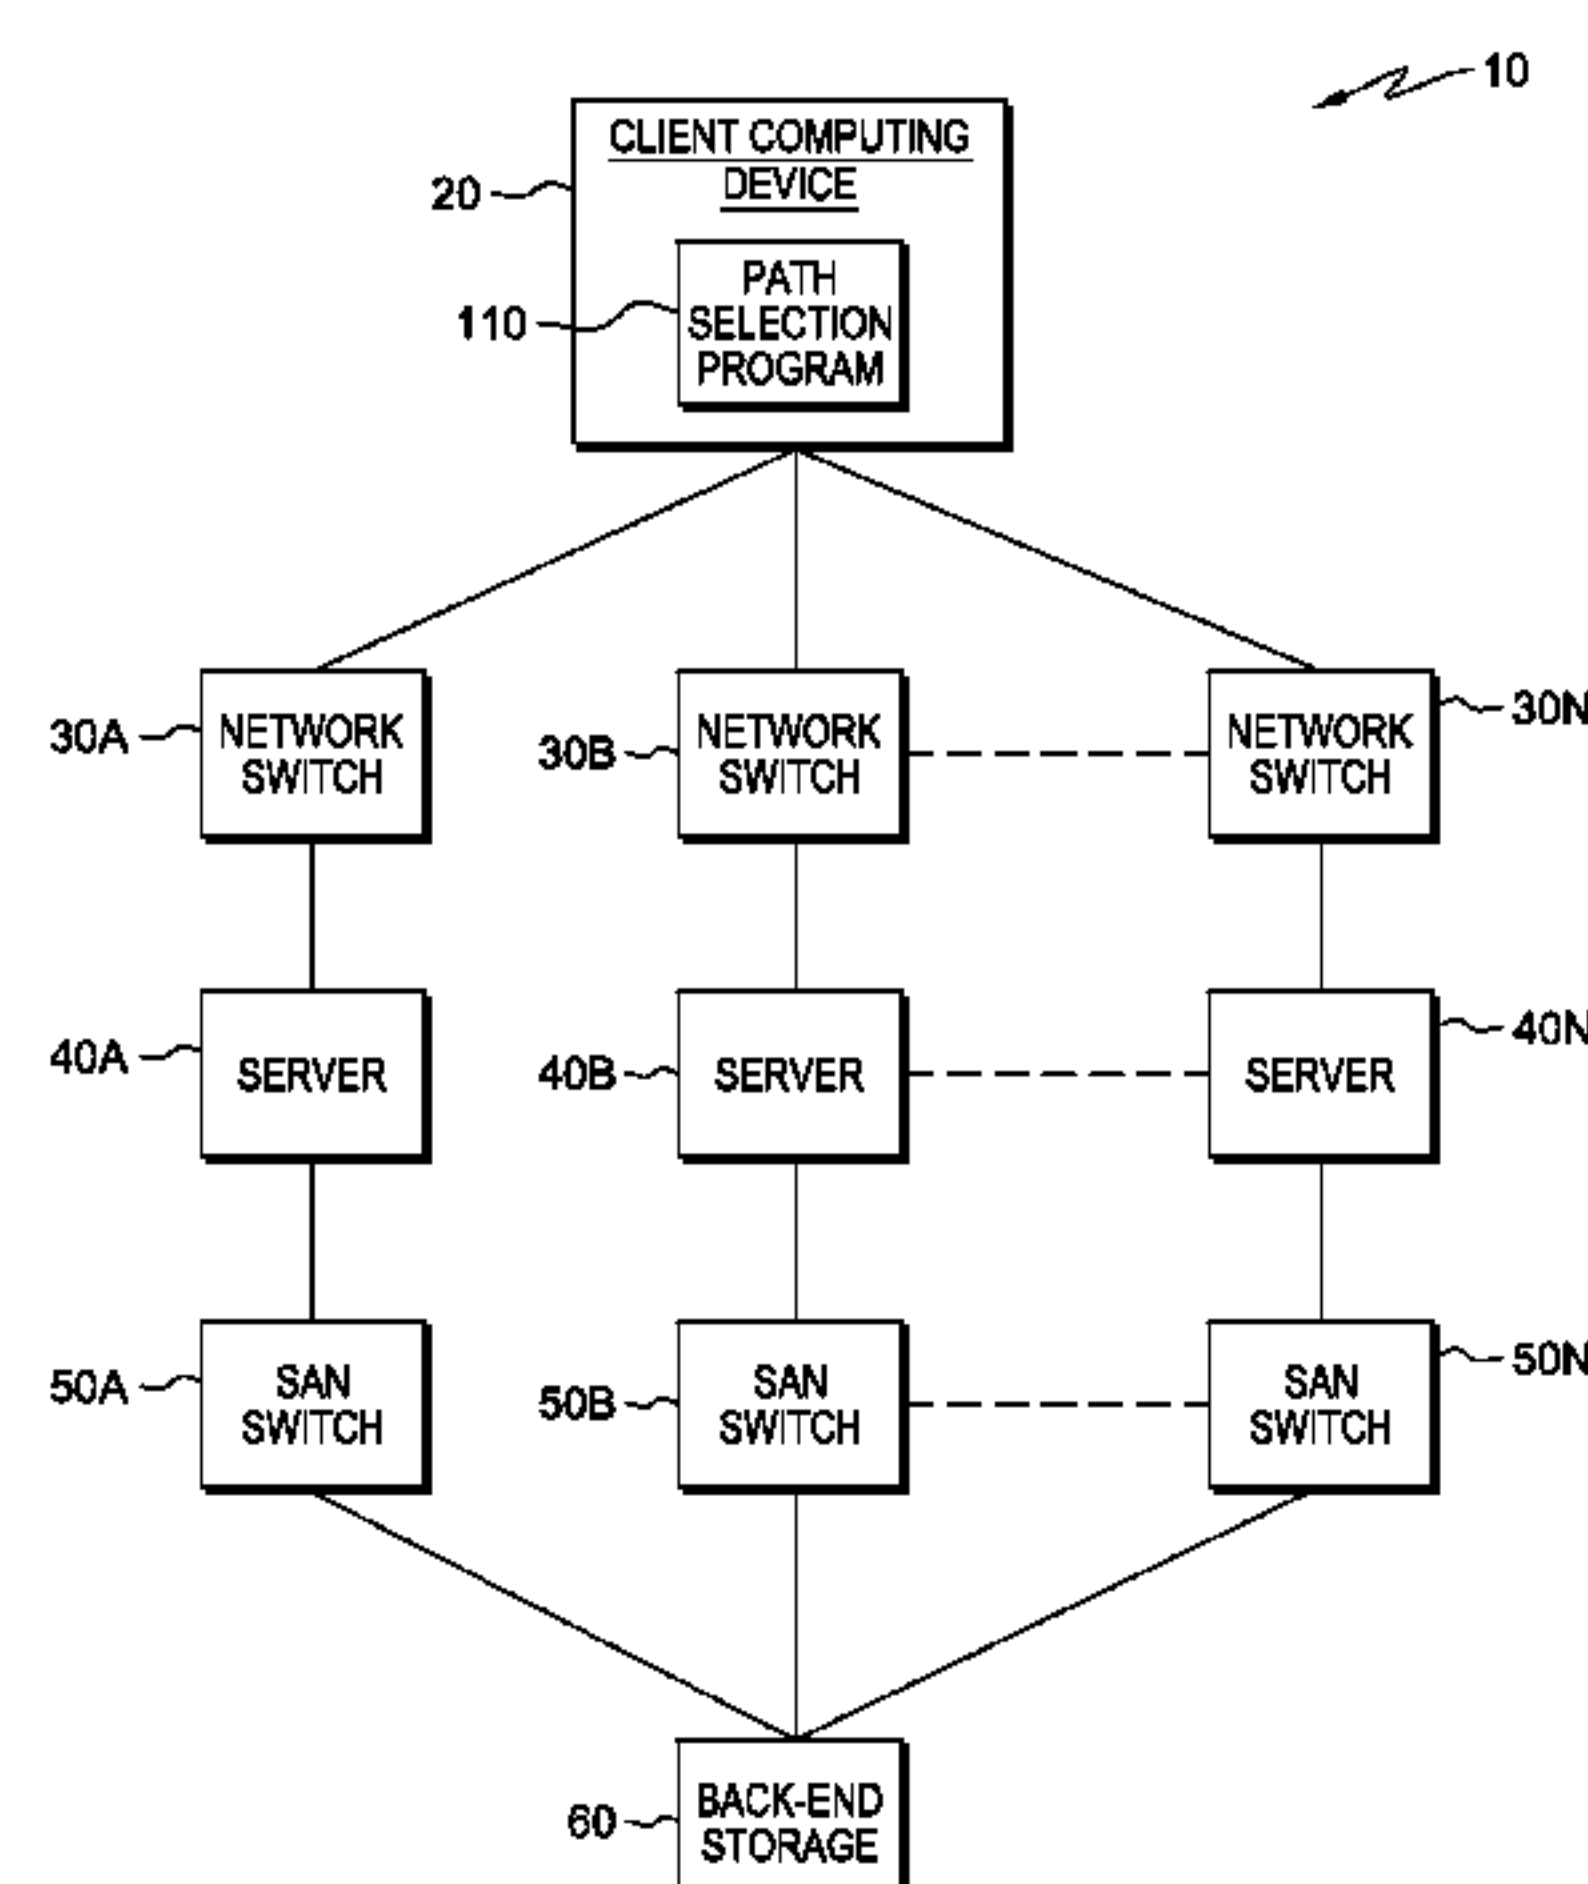 10
CLIENT COMPUTING
DEVICE
20
PATH
SELECTION
PROGRAM
110
30A
NETWORK
SWITCH
30B
NETWORK
SWITCH
30N
NETWORK
SWITCH
40A
SERVER
40B
SERVER
40N
SERVER
50A
SAN
SWITCH
50B
SAN
SWITCH
50N
SAN
SWITCH
60
BACK-END
STORAGE